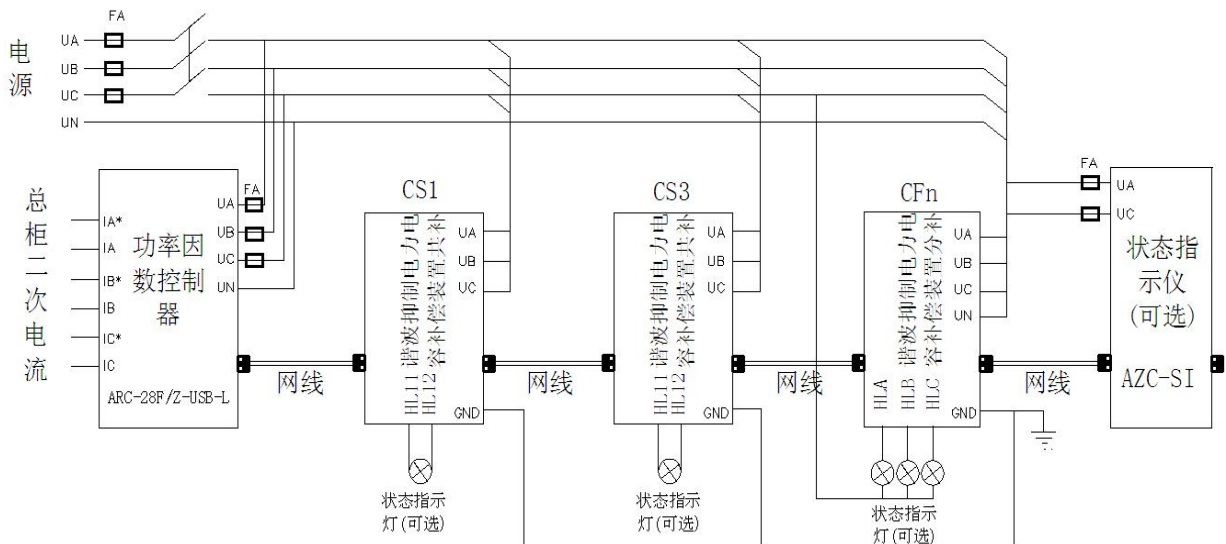 电源
FA
UA
UB
UC
UN
总柜二次电流
IA*
IA
IB*
IB
IC*
IC
功率因
数控制
器
UA
UB
UC
UN
FA
ARC-28F/Z-USB-L
网线
CS1
谐波抑制电力电
容补偿装置共补
UA
UB
UC
HL11
HL12
GND
状态指示
灯(可选)
网线
CS3
谐波抑制电力电
容补偿装置共补
UA
UB
UC
HL11
HL12
GND
状态指示
灯(可选)
网线
CFn
谐波抑制电力电
容补偿装置分补
UA
UB
UC
UN
HLA
HLB
HLC
GND
状态指示
灯(可选)
网线
FA
UA
UC
状态指
示仪
(可选)
AZC-SI